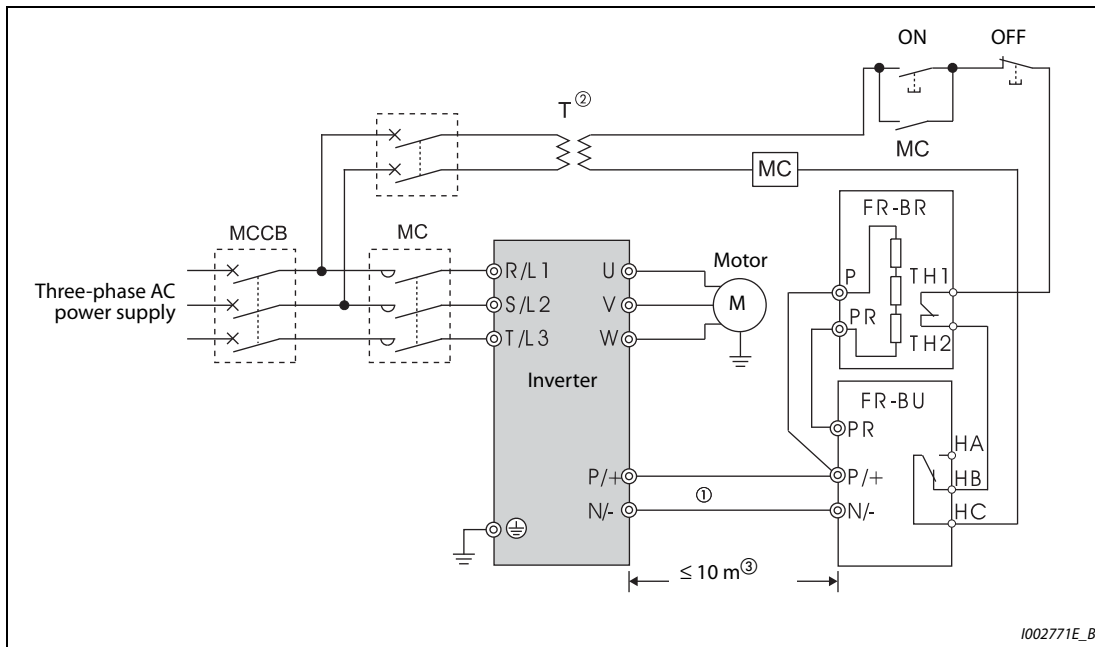 ON OFF
T ②
MC
MC
FR-BR
MCCB MC
P TH1
PR TH2
R/L1 U
Three-phase AC
power supply
S/L2 V
T/L3 W
Motor
M
Inverter
FR-BU
PR
HA
P/+ P/+ HB
①
N/- N/- HC
≤ 10 m③
I002771E_B